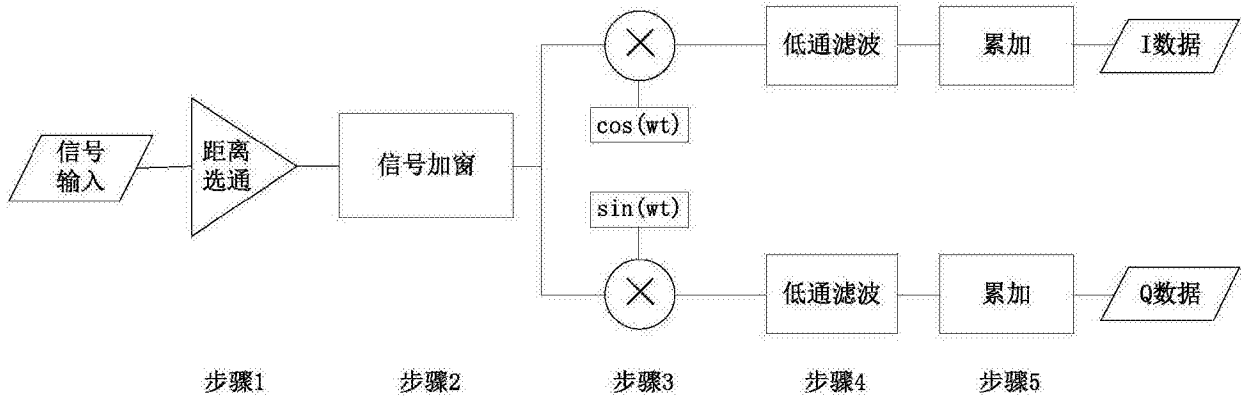 信号
输入
距离
选通
信号加窗
cos(wt)
低通滤波
累加
I数据
sin(wt)
低通滤波
累加
Q数据
步骤1
步骤2
步骤3
步骤4
步骤5